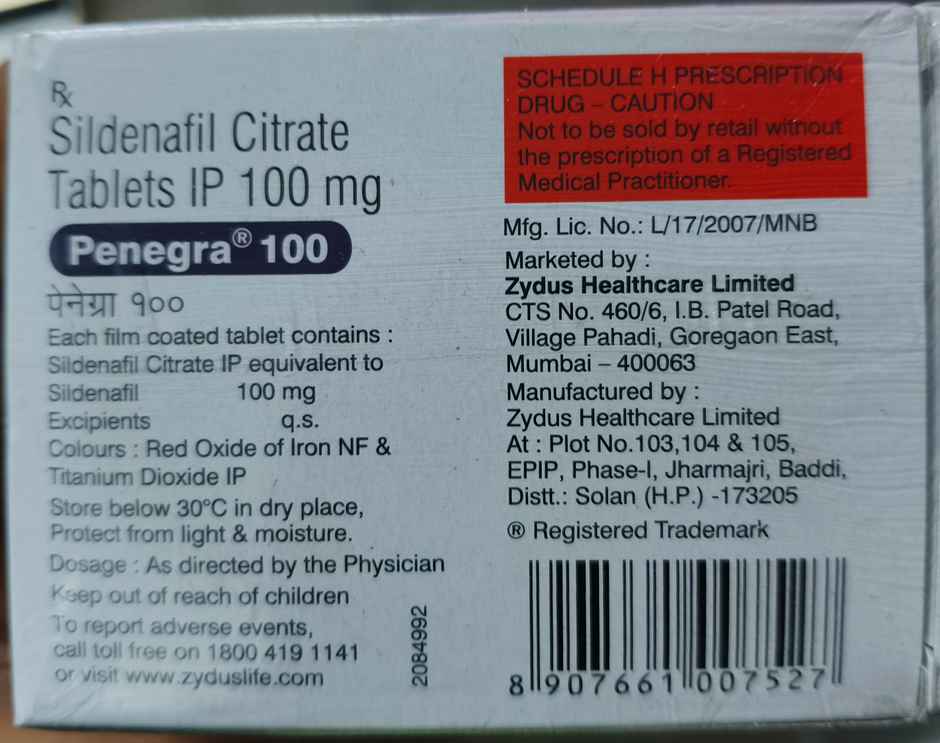 Rx
Sildenafil Citrate
Tablets IP 100 mg
Penegra® 100
पेनेग्रा १००
Each film coated tablet contains :
Sildenafil Citrate IP equivalent to
Sildenafil 100 mg
Excipients q.s.
Colours : Red Oxide of Iron NF &
Titanium Dioxide IP
Store below 30°C in dry place,
Protect from light & moisture.
Dosage : As directed by the Physician
Keep out of reach of children
To report adverse events,
call toll free on 1800 419 1141
or visit www.zyduslife.com
2084992
SCHEDULE H PRESCRIPTION
DRUG – CAUTION
Not to be sold by retail without
the prescription of a Registered
Medical Practitioner.
Mfg. Lic. No.: L/17/2007/MNB
Marketed by :
Zydus Healthcare Limited
CTS No. 460/6, I.B. Patel Road,
Village Pahadi, Goregaon East,
Mumbai – 400063
Manufactured by :
Zydus Healthcare Limited
At : Plot No.103,104 & 105,
EPIP, Phase-I, Jharmajri, Baddi,
Distt.: Solan (H.P.) -173205
® Registered Trademark
8 907661 007527